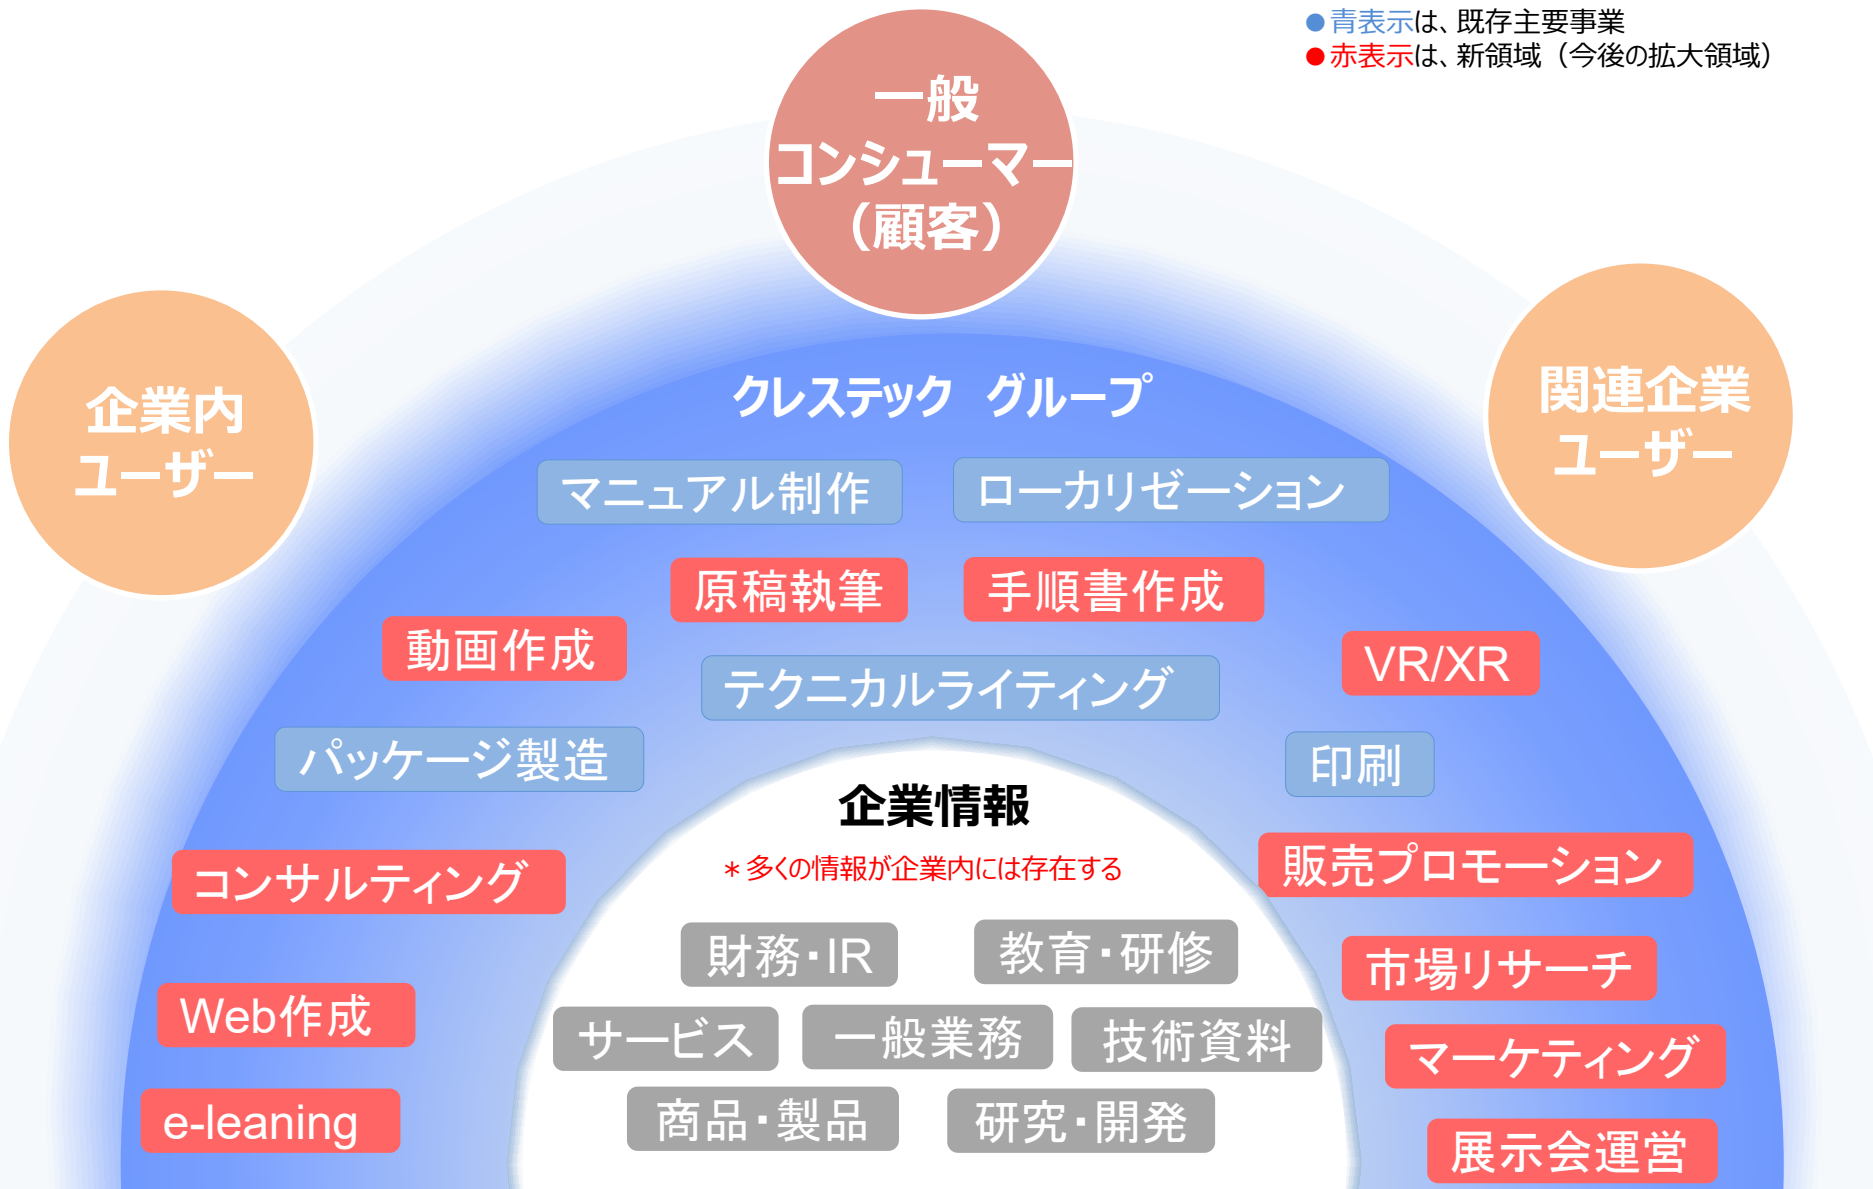 ●青表示は、既存主要事業
●赤表示は、新領域（今後の拡大領域）
一般
コンシューマー
（顧客）
企業内
ユーザー
関連企業
ユーザー
クレステック グループ
マニュアル制作
ローカリゼーション
原稿執筆
手順書作成
動画作成
VR/XR
テクニカルライティング
パッケージ製造
印刷
企業情報
＊多くの情報が企業内には存在する
コンサルティング
販売プロモーション
財務・IR
教育・研修
市場リサーチ
Web作成
サービス
一般業務
技術資料
マーケティング
e-leaning
商品・製品
研究・開発
展示会運営